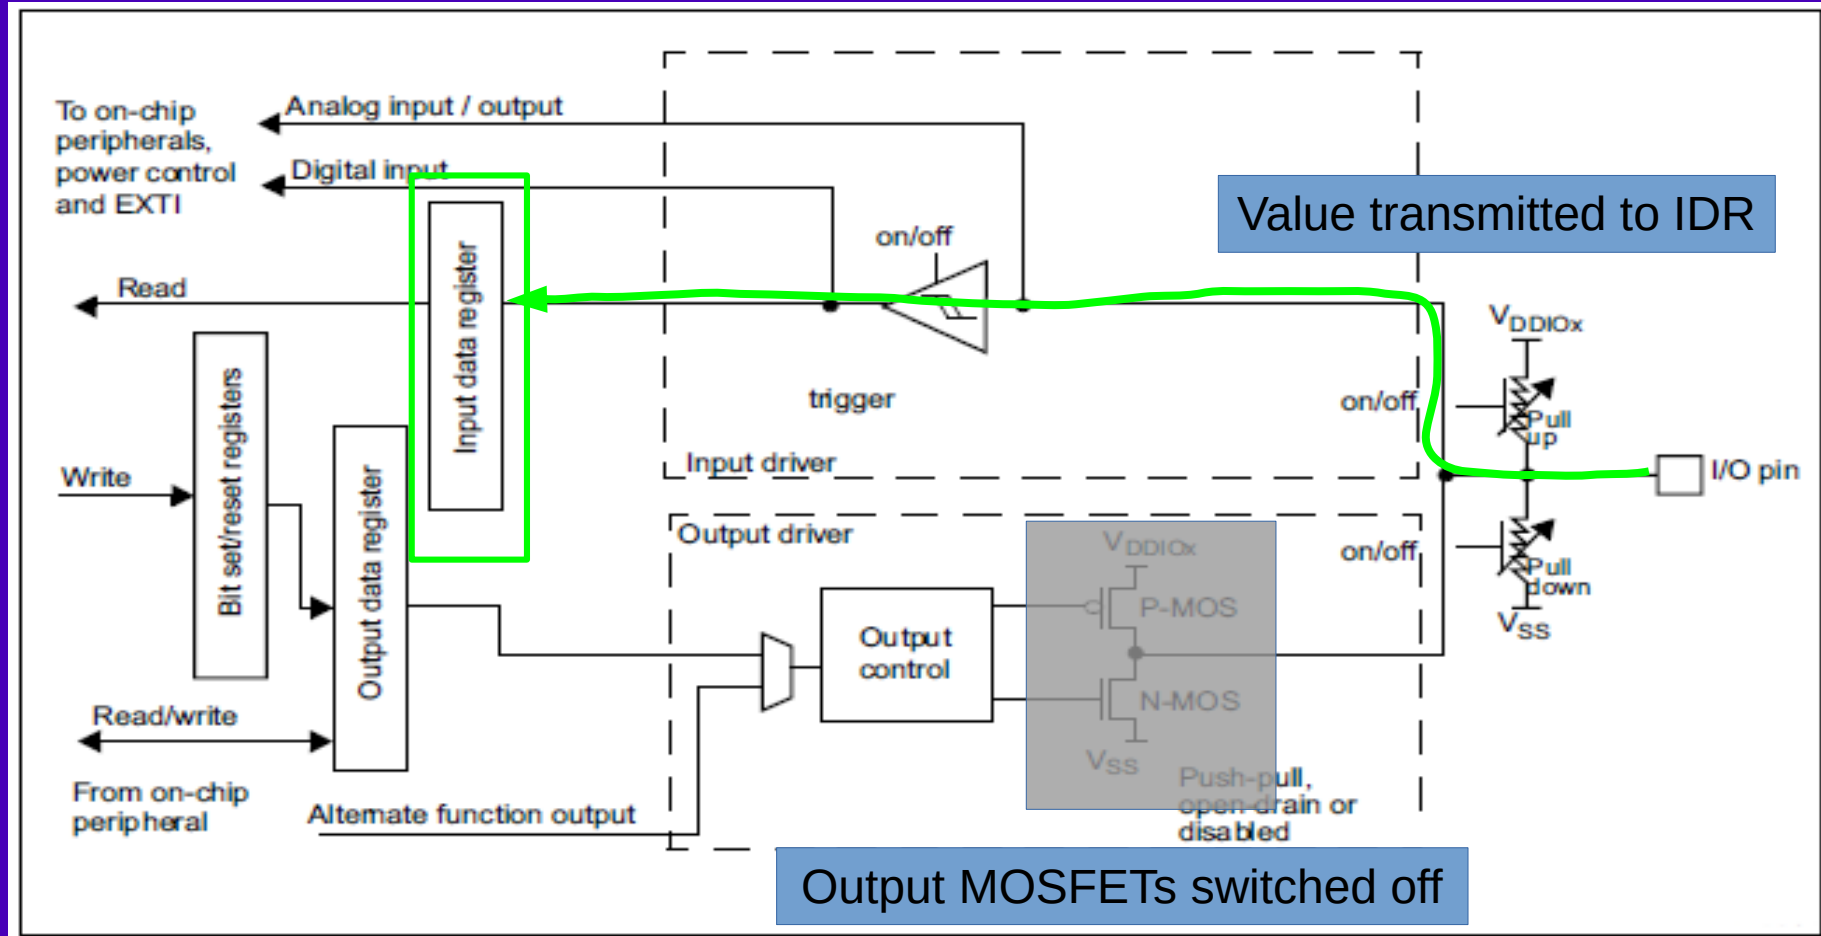 To on-chip
peripherals,
power control
and EXTI
Analog input / output
Digital input
on/off
Value transmitted to IDR
Read
Input data register
trigger
Input driver
VDDIOx
on/off
Pull
up
I/O pin
on/off
Pull
down
VSS
Write
Bit set/reset registers
Output data register
Output driver
VDDIOx
P-MOS
Output
control
N-MOS
VSS
Push-pull,
open-drain or
disabled
Read/write
From on-chip
peripheral
Alternate function output
Output MOSFETs switched off